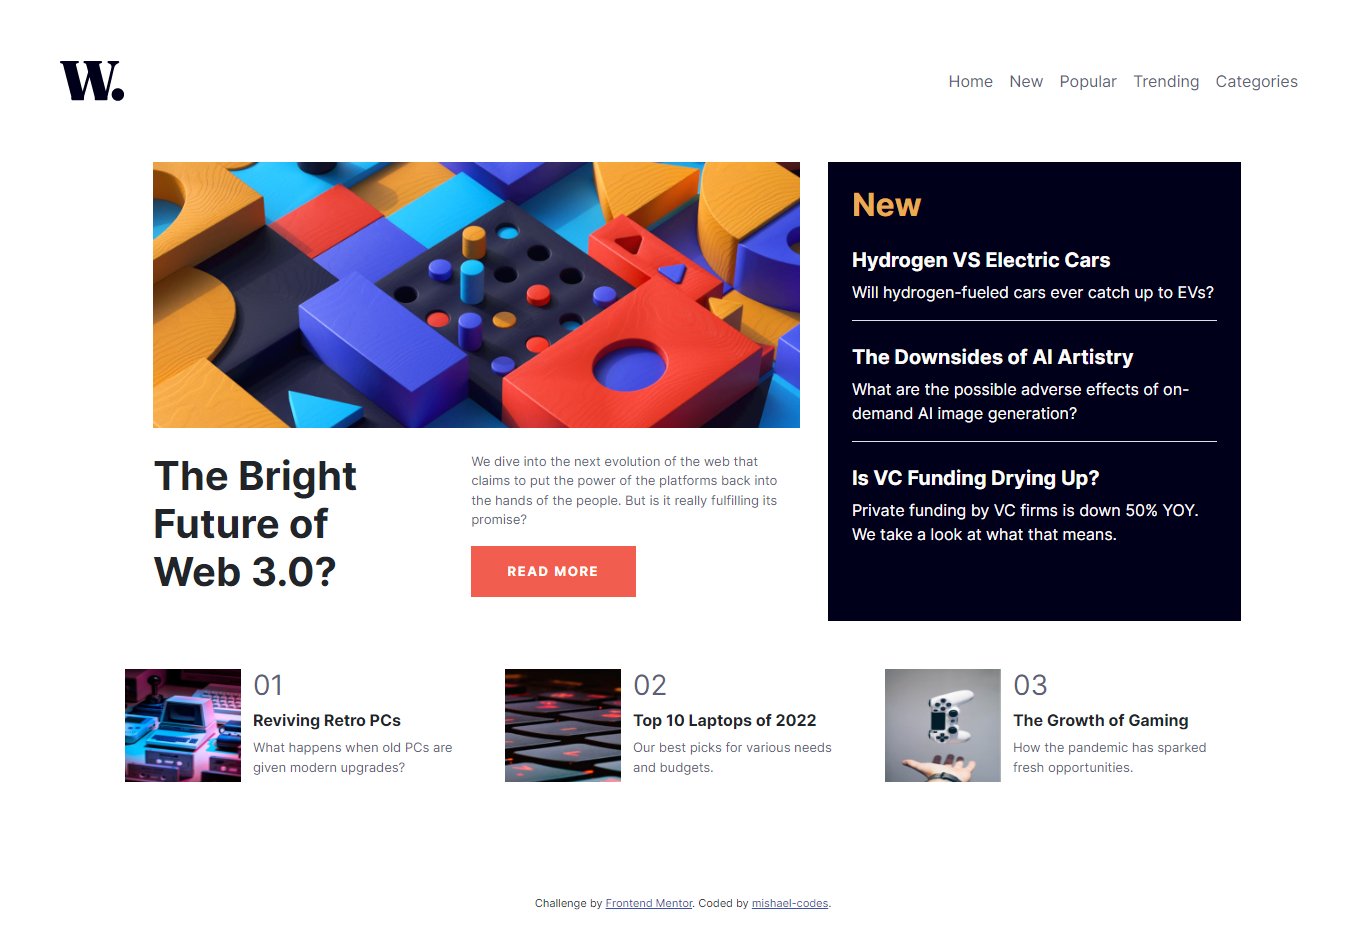 W.
Home New Popular Trending Categories
The Bright
Future of
Web 3.0?
We dive into the next evolution of the web that
claims to put the power of the platforms back into
the hands of the people. But is it really fulfilling its
promise?
READ MORE
New
Hydrogen VS Electric Cars
Will hydrogen-fueled cars ever catch up to EVs?
The Downsides of AI Artistry
What are the possible adverse effects of on-
demand AI image generation?
Is VC Funding Drying Up?
Private funding by VC firms is down 50% YOY.
We take a look at what that means.
01
Reviving Retro PCs
What happens when old PCs are
given modern upgrades?
02
Top 10 Laptops of 2022
Our best picks for various needs
and budgets.
03
The Growth of Gaming
How the pandemic has sparked
fresh opportunities.
Challenge by Frontend Mentor. Coded by mishael-codes.